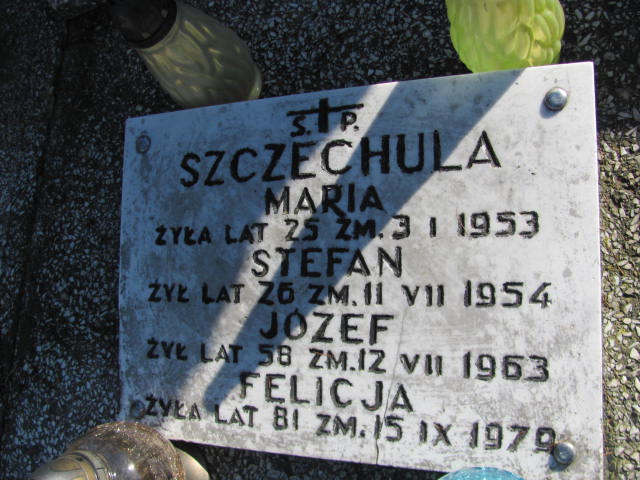 Ś. P.
SZCZECHULA
MARIA
ŻYŁA LAT 25 ZM. 3 I 1953
STEFAN
ŻYŁ LAT 26 ZM. 11 VII 1954
JÓZEF
ŻYŁ LAT 58 ZM. 12 VII 1963
FELICJA
ŻYŁA LAT 81 ZM. 15 IX 1979